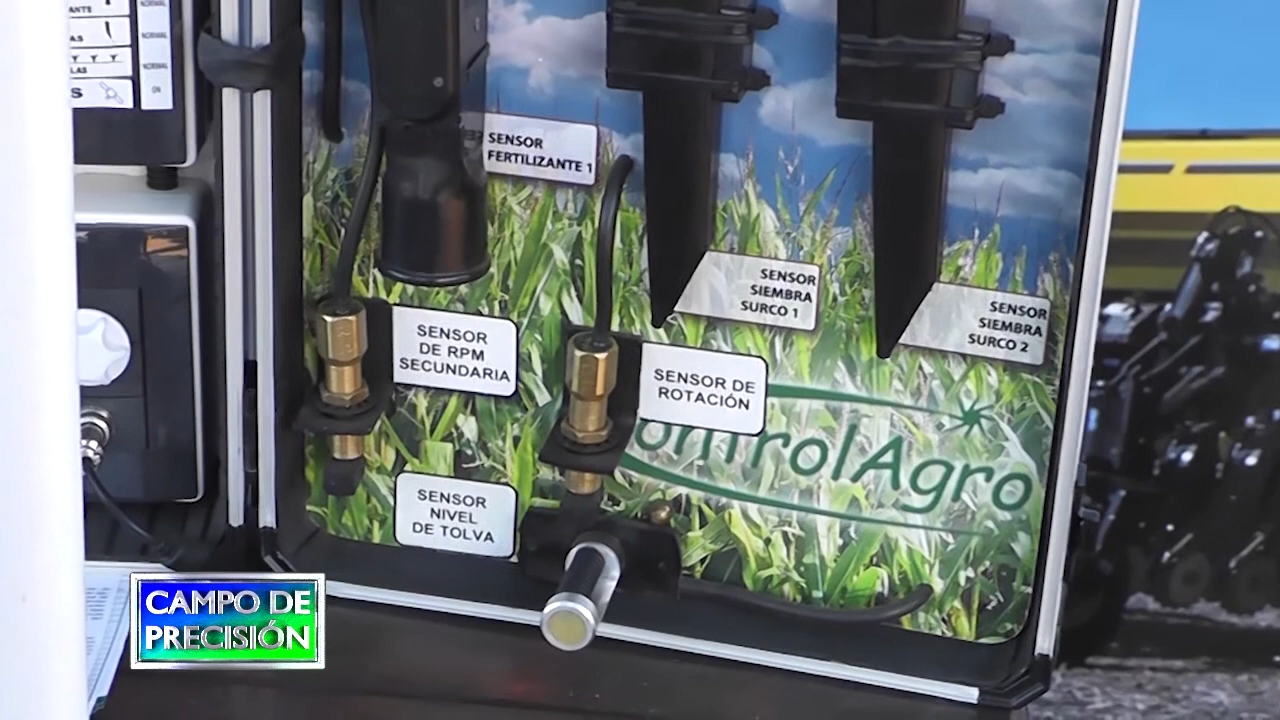 NORMAL
NORMAL
NORMAL
ON
SENSOR
FERTILIZANTE 1
SENSOR
SIEMBRA
SURCO 1
SENSOR
SIEMBRA
SURCO 2
SENSOR
DE RPM
SECUNDARIA
SENSOR DE
ROTACIÓN
ontrolAgro
SENSOR
NIVEL
DE TOLVA
CAMPO DE
PRECISIÓN